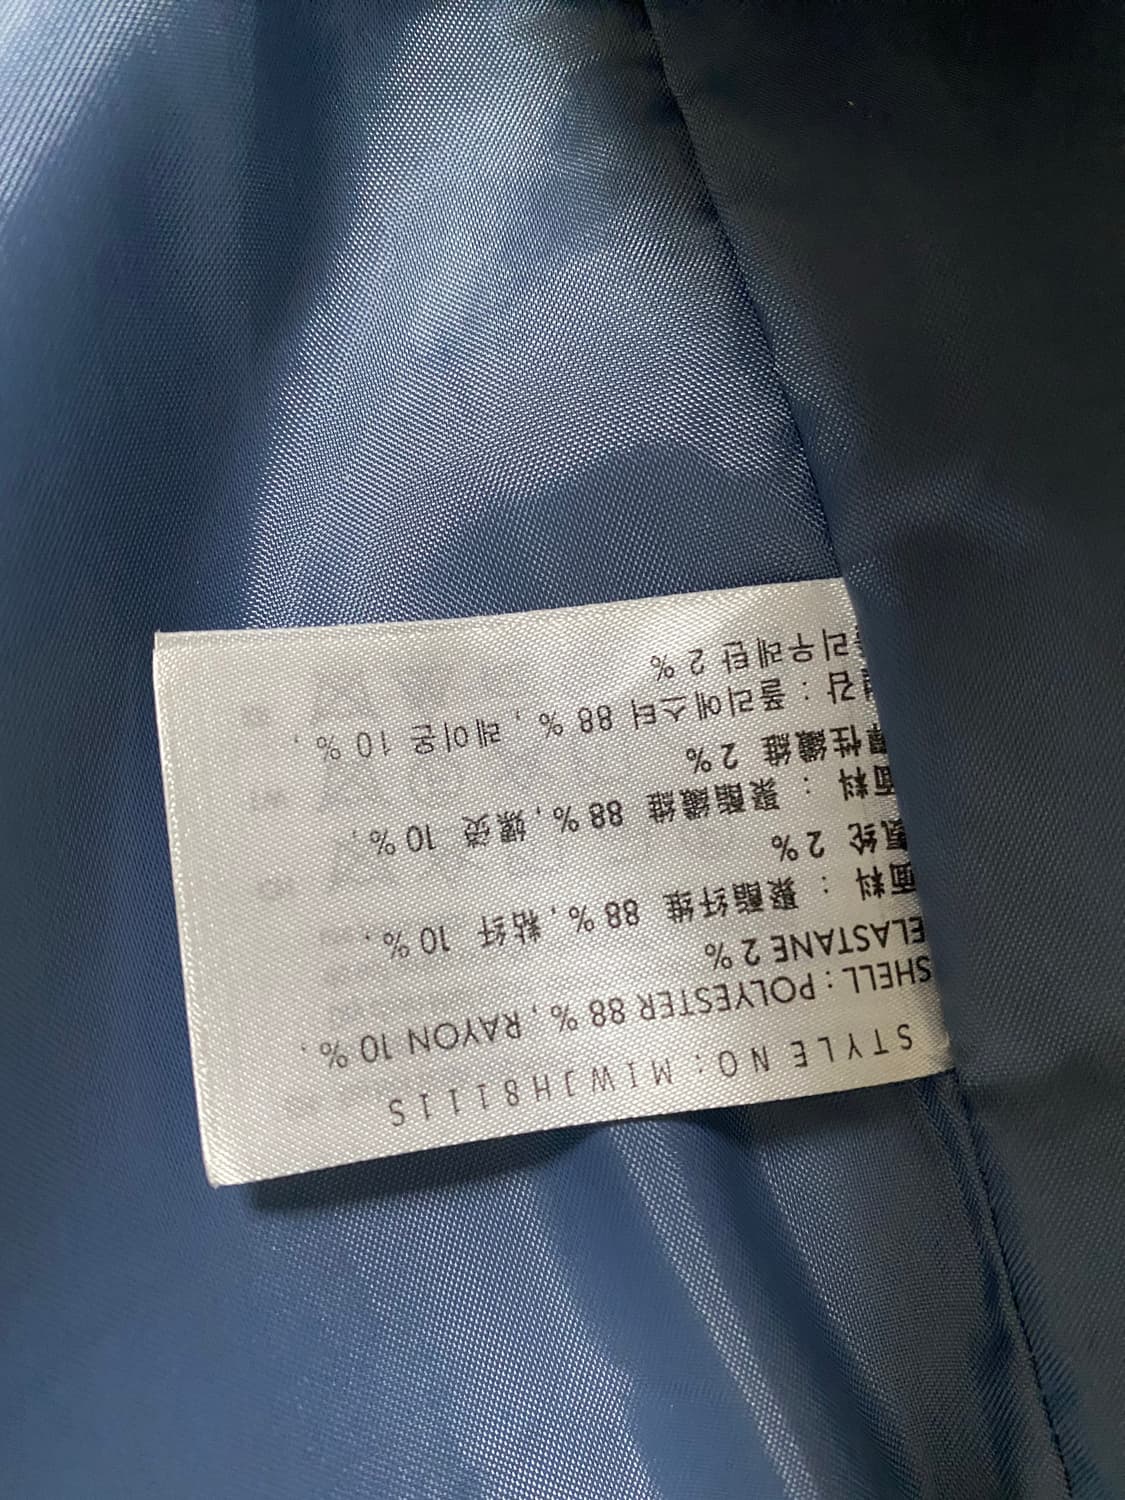 STYLE NO: MIWJH8111S
SHELL: POLYESTER 88%, RAYON 10%,
ELASTANE 2%
面料: 聚酯纤维 88%, 粘纤 10%,
氨纶 2%
面料: 聚酯纖維 88%, 嫘縈 10%,
彈性纖維 2%
겉감: 폴리에스터 88%, 레이온 10%,
폴리우레탄 2%